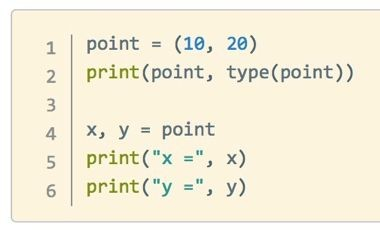 1 point = (10, 20)
2 print(point, type(point))
3
4 x, y = point
5 print("x =", x)
6 print("y =", y)